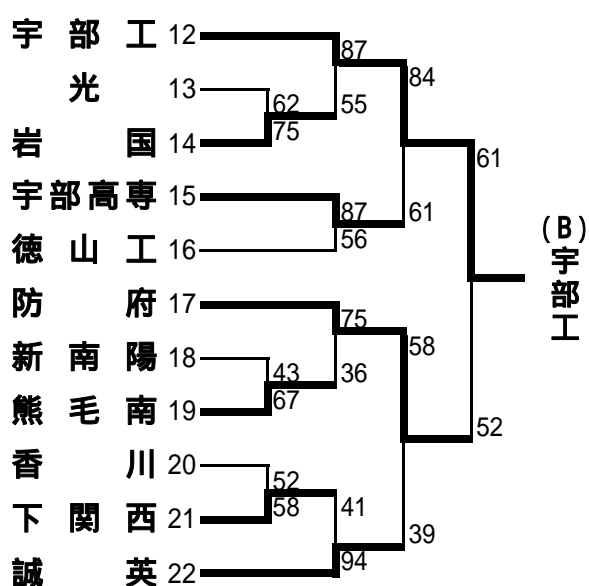 宇部工 12
光 13
岩国 14
宇部高専 15
徳山工 16
防府 17
新南陽 18
熊毛南 19
香川 20
下関西 21
誠英 22
87
84
62
55
75
61
87
61
56
75
58
43
36
67
52
52
58
41
39
94
(B)宇部工